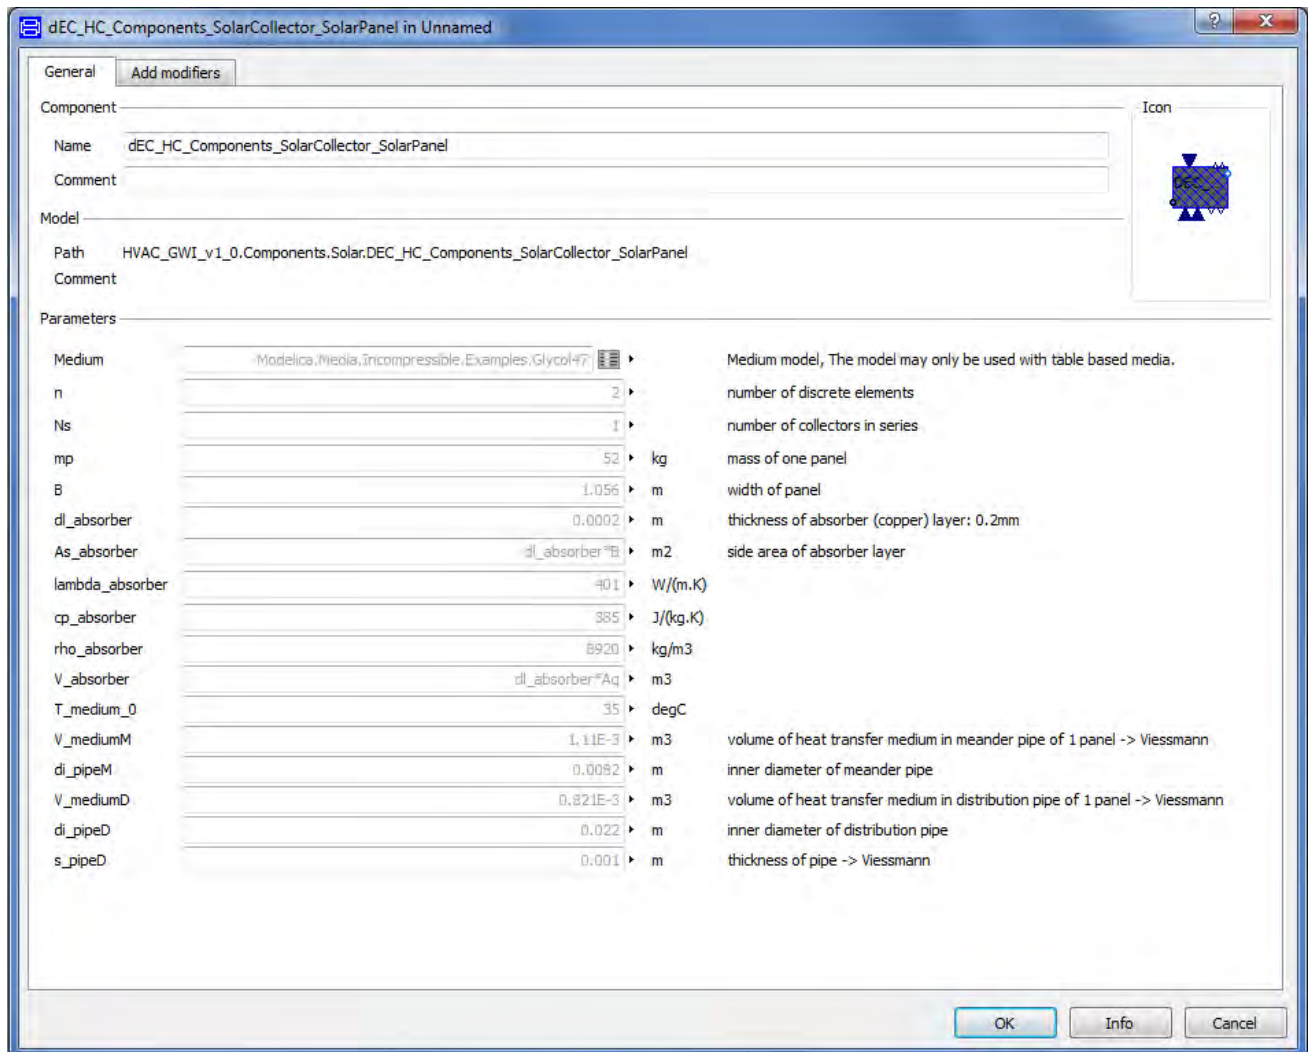 dEC_HC_Components_SolarCollector_SolarPanel in Unnamed
General Add modifiers
Component
Icon
Name dEC_HC_Components_SolarCollector_SolarPanel
Comment
DEC_...
Model
Path HVAC_GWI_v1_0.Components.Solar.DEC_HC_Components_SolarCollector_SolarPanel
Comment
Parameters
Medium Modelica.Media.Incompressible.Examples.Glycol47 Medium model, The model may only be used with table based media.
n 2 number of discrete elements
Ns 1 number of collectors in series
mp 52 kg mass of one panel
B 1.056 m width of panel
dl_absorber 0.0002 m thickness of absorber (copper) layer: 0.2mm
As_absorber dl_absorber*B m2 side area of absorber layer
lambda_absorber 401 W/(m.K)
cp_absorber 385 J/(kg.K)
rho_absorber 8920 kg/m3
V_absorber dl_absorber*Aq m3
T_medium_0 35 degC
V_mediumM 1.11E-3 m3 volume of heat transfer medium in meander pipe of 1 panel -> Viessmann
di_pipeM 0.0082 m inner diameter of meander pipe
V_mediumD 0.821E-3 m3 volume of heat transfer medium in distribution pipe of 1 panel -> Viessmann
di_pipeD 0.022 m inner diameter of distribution pipe
s_pipeD 0.001 m thickness of pipe -> Viessmann
OK Info Cancel